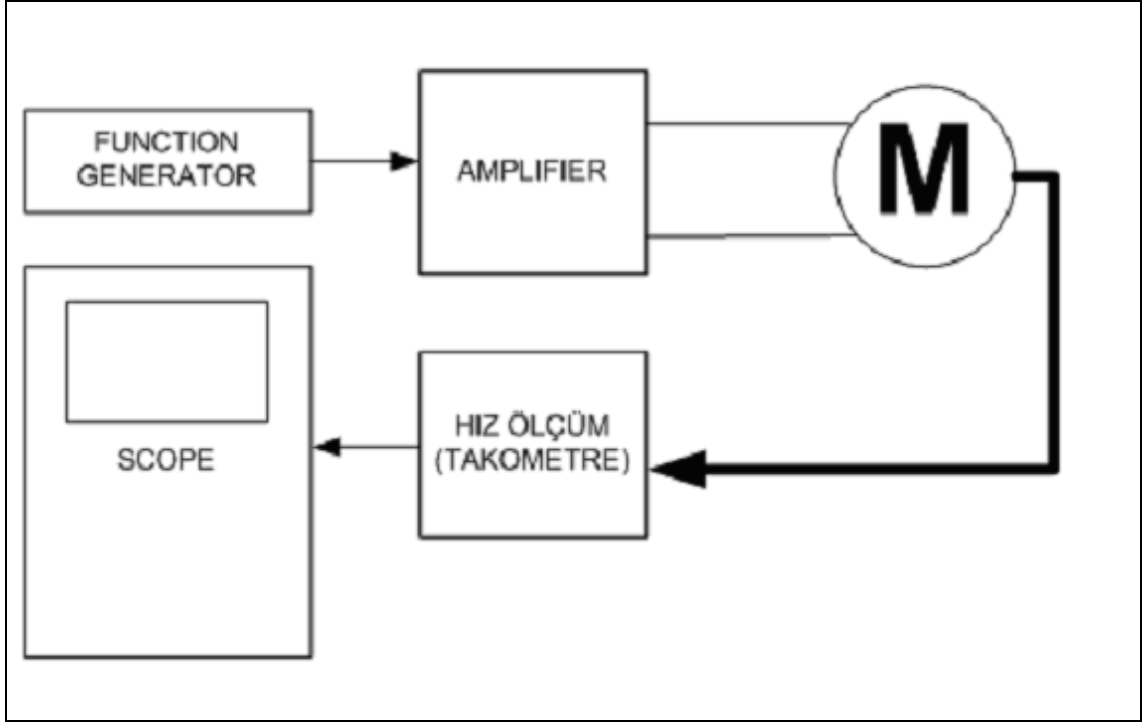 FUNCTION
GENERATOR
AMPLIFIER
M
SCOPE
HIZ ÖLÇÜM
(TAKOMETRE)